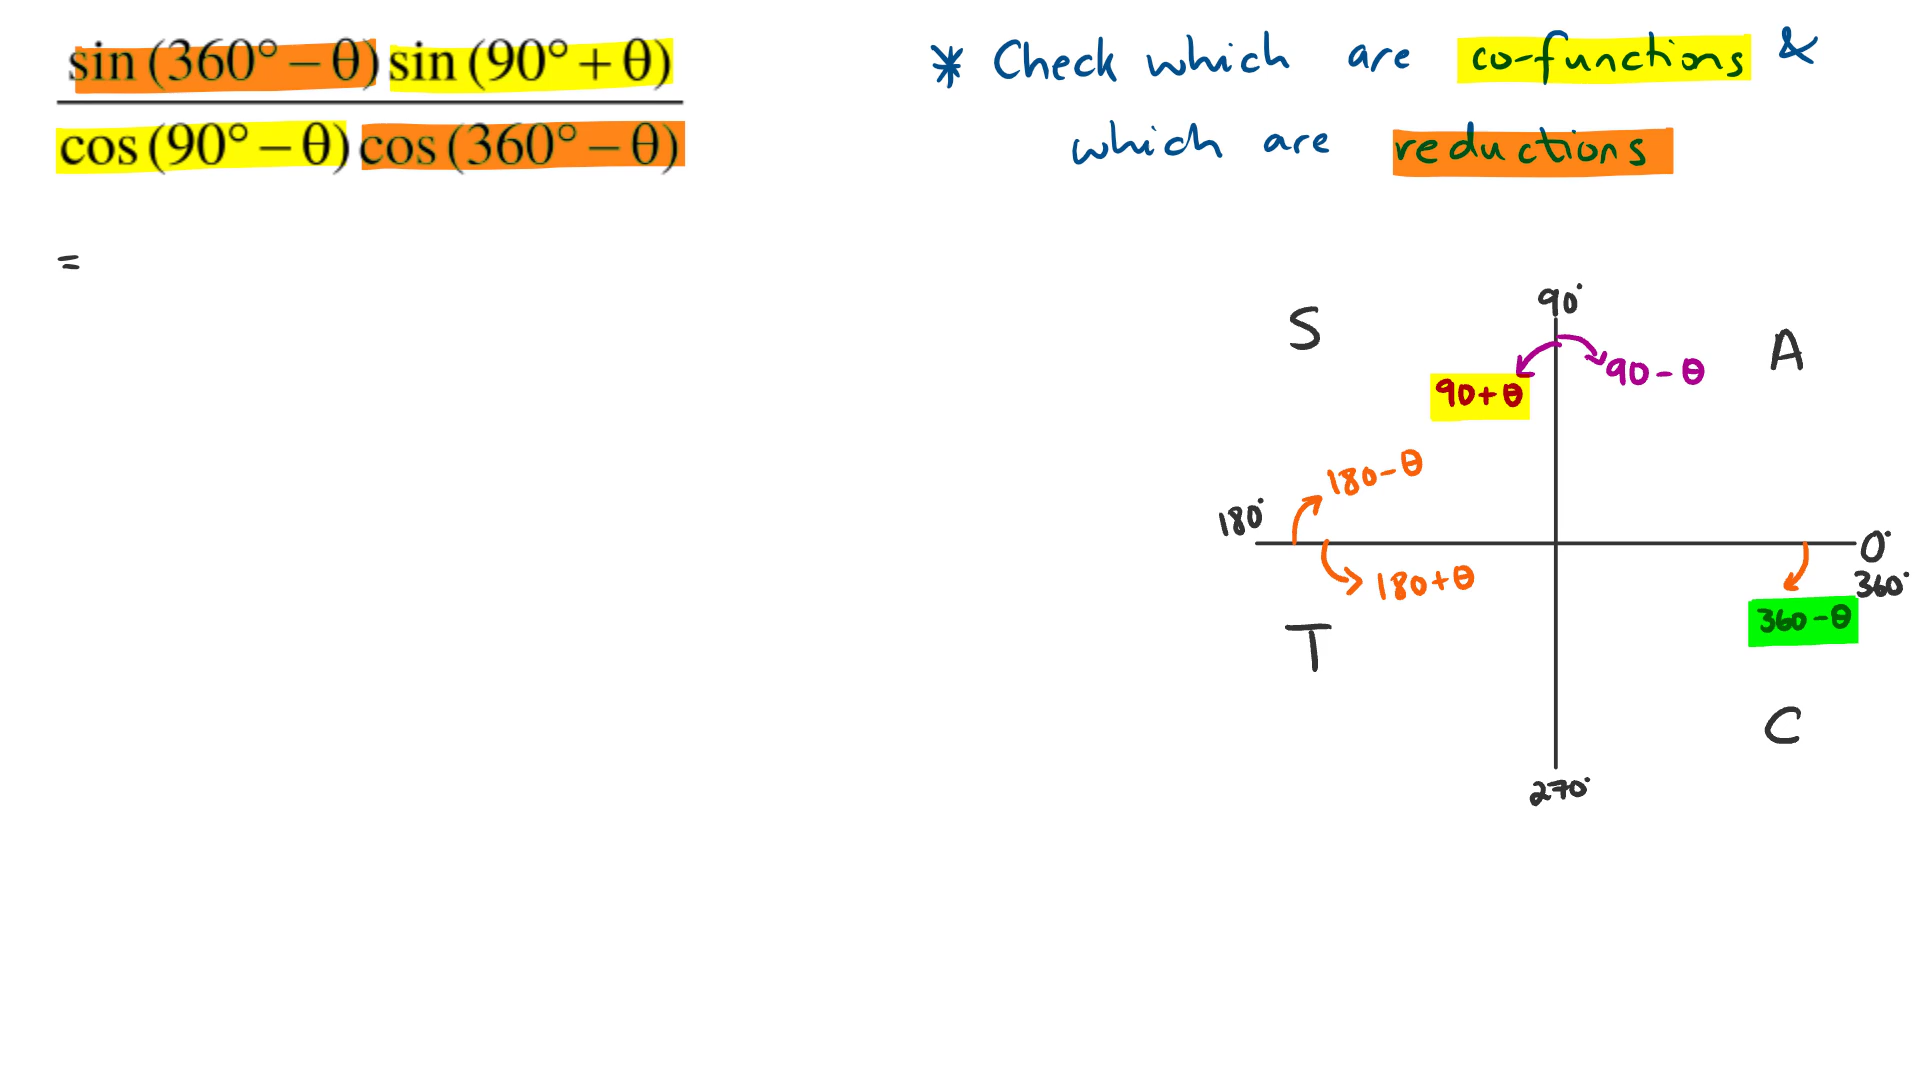 sin (360° – θ) sin (90° + θ)
cos (90° – θ) cos (360° – θ)
=
* Check which are co-functions &
which are reductions
90°
S
A
90+θ
90-θ
180-θ
180°
0°
360°
180+θ
360-θ
T
C
270°